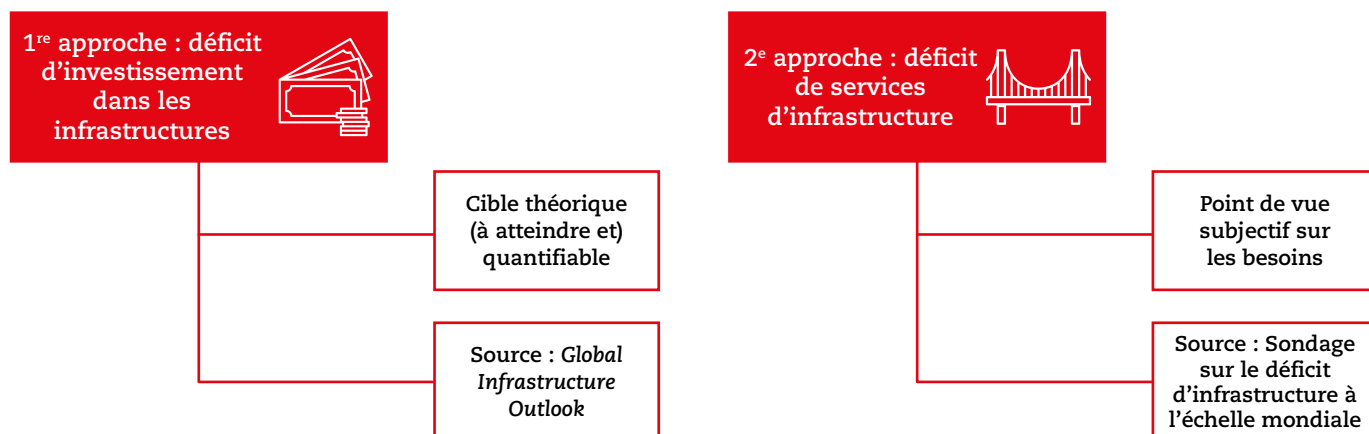 1re approche : déficit
d’investissement
dans les
infrastructures
Cible théorique
(à atteindre et)
quantifiable
Source : Global
Infrastructure
Outlook
2e approche : déficit
de services
d’infrastructure
Point de vue
subjectif sur
les besoins
Source : Sondage
sur le déficit
d’infrastructure à
l’échelle mondiale